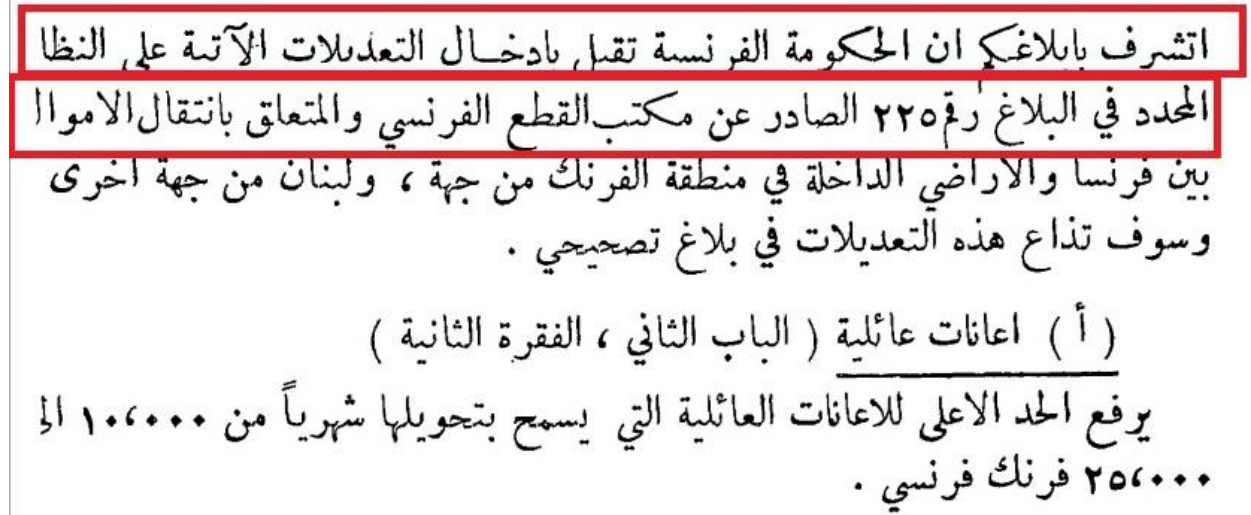 اتشرف بابلاغكم ان الحكومة الفرنسية تقبل بادخال التعديلات الآتية على النظا
المحدد في البلاغ رقم ٢٢٥ الصادر عن مكتب القطع الفرنسي والمتعلق بانتقال الاموال
بين فرنسا والاراضي الداخلة في منطقة الفرنك من جهة ، ولبنان من جهة اخرى
وسوف تذاع هذه التعديلات في بلاغ تصحيحي .
( أ ) اعانات عائلية ( الباب الثاني ، الفقرة الثانية )
يرفع الحد الاعلى للاعانات العائلية التي يسمح بتحويلها شهرياً من ١٠،٠٠٠ الى
٢٥،٠٠٠ فرنك فرنسي .